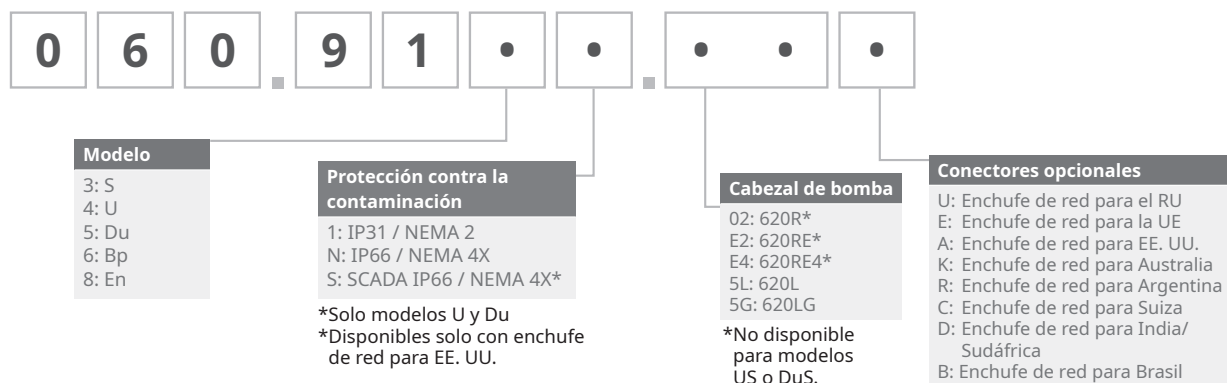 0 6 0 . 9 1 • • . • • •
Modelo
3: S
4: U
5: Du
6: Bp
8: En
Protección contra la
contaminación
1: IP31 / NEMA 2
N: IP66 / NEMA 4X
S: SCADA IP66 / NEMA 4X*
*Solo modelos U y Du
*Disponibles solo con enchufe
de red para EE. UU.
Cabezal de bomba
02: 620R*
E2: 620RE*
E4: 620RE4*
5L: 620L
5G: 620LG
*No disponible
para modelos
US o DuS.
Conectores opcionales
U: Enchufe de red para el RU
E: Enchufe de red para la UE
A: Enchufe de red para EE. UU.
K: Enchufe de red para Australia
R: Enchufe de red para Argentina
C: Enchufe de red para Suiza
D: Enchufe de red para India/
Sudáfrica
B: Enchufe de red para Brasil